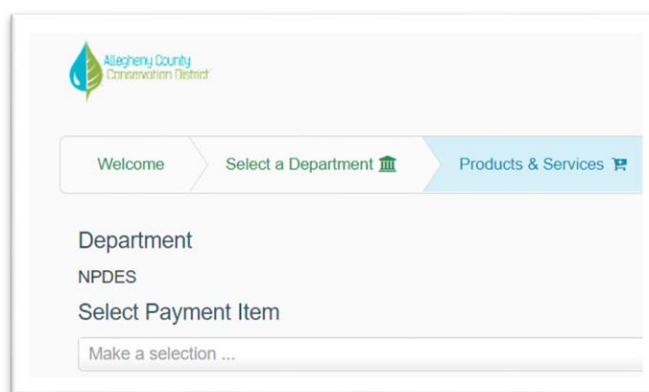 Allegheny County
Conservation District
Welcome Select a Department Products & Services
Department
NPDES
Select Payment Item
Make a selection ...